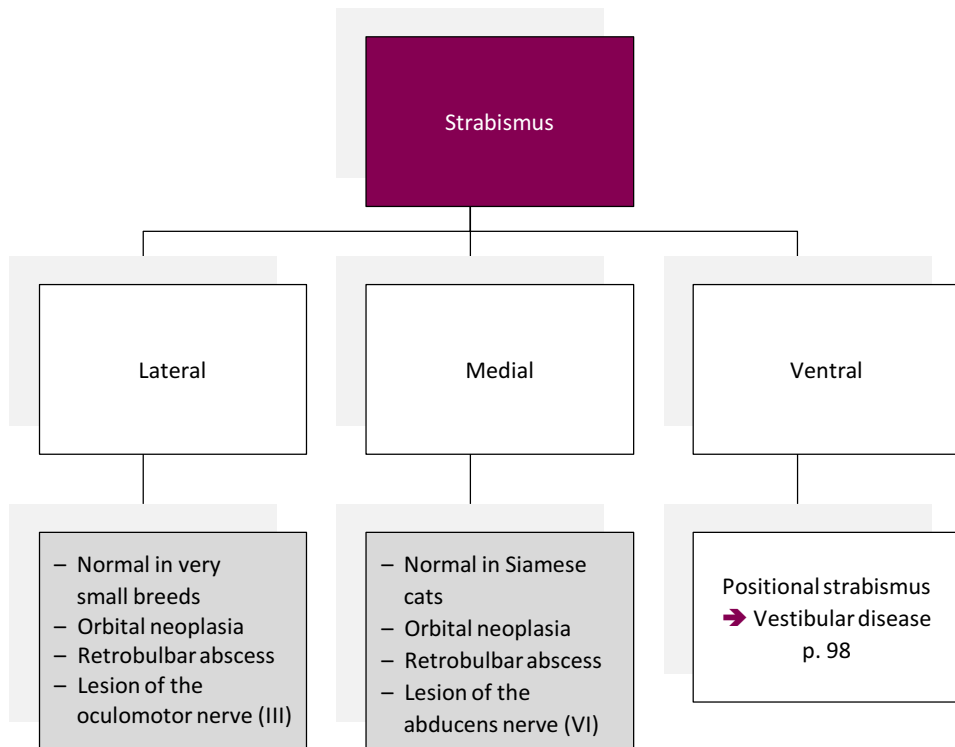 Strabismus
Lateral
Medial
Ventral
– Normal in very
small breeds
– Orbital neoplasia
– Retrobulbar abscess
– Lesion of the
oculomotor nerve (III)
– Normal in Siamese
cats
– Orbital neoplasia
– Retrobulbar abscess
– Lesion of the
abducens nerve (VI)
Positional strabismus
➔ Vestibular disease
p. 98